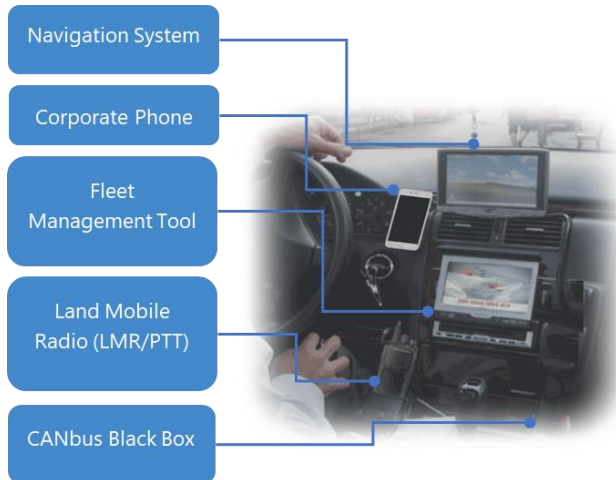 Navigation System
Corporate Phone
Fleet
Management Tool
Land Mobile
Radio (LMR/PTT)
CANbus Black Box